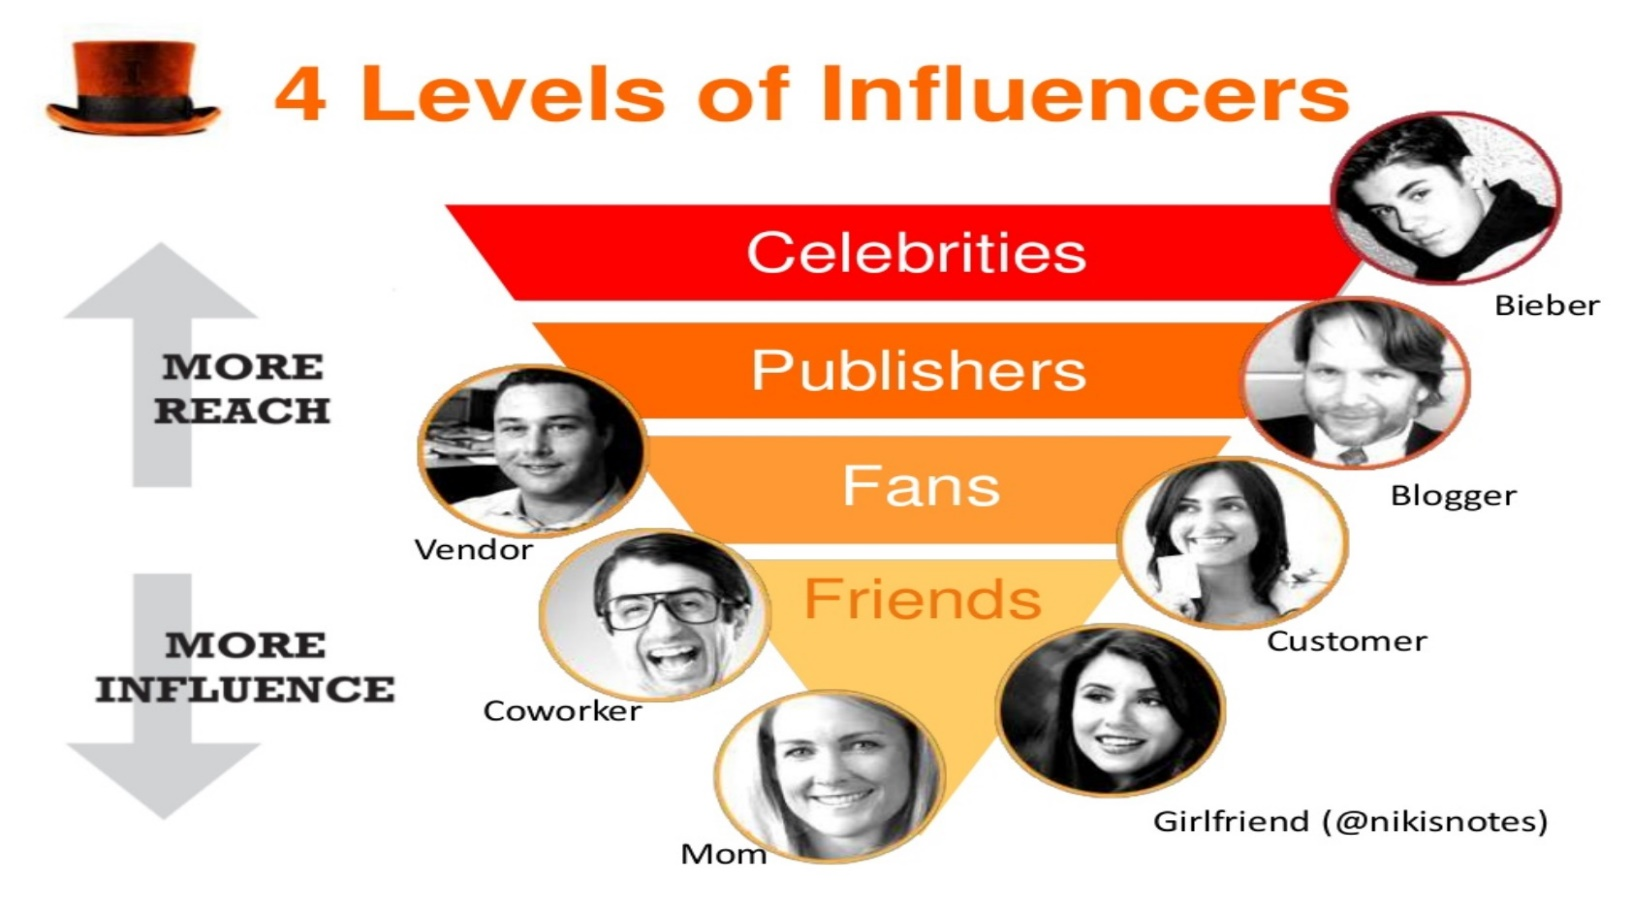 4 Levels of Influencers
Celebrities
Bieber
Publishers
MORE
REACH
Fans
Blogger
Vendor
Friends
Customer
MORE
INFLUENCE
Coworker
Girlfriend (@nikisnotes)
Mom